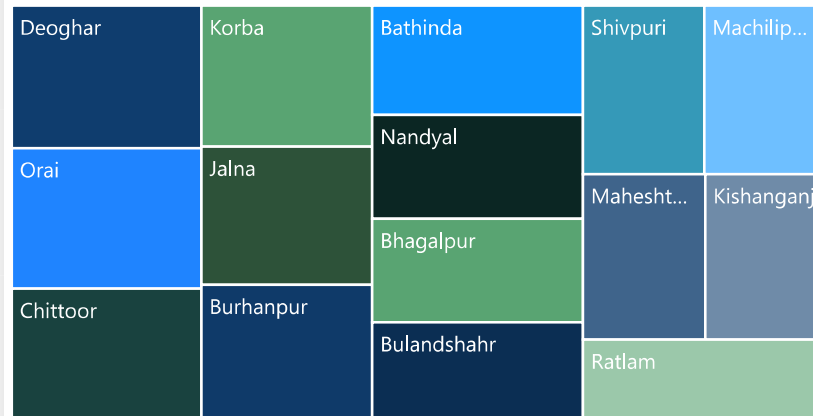 Deoghar
Korba
Bathinda
Shivpuri
Machilip...
Nandyal
Orai
Jalna
Mahesht...
Kishanganj
Bhagalpur
Chittoor
Burhanpur
Bulandshahr
Ratlam